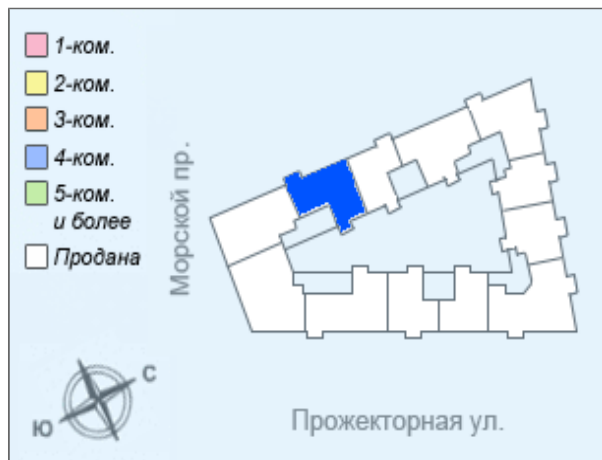 1-ком.
2-ком.
3-ком.
4-ком.
5-ком.
и более
Продана
Морской пр.
С
Ю
Прожекторная ул.